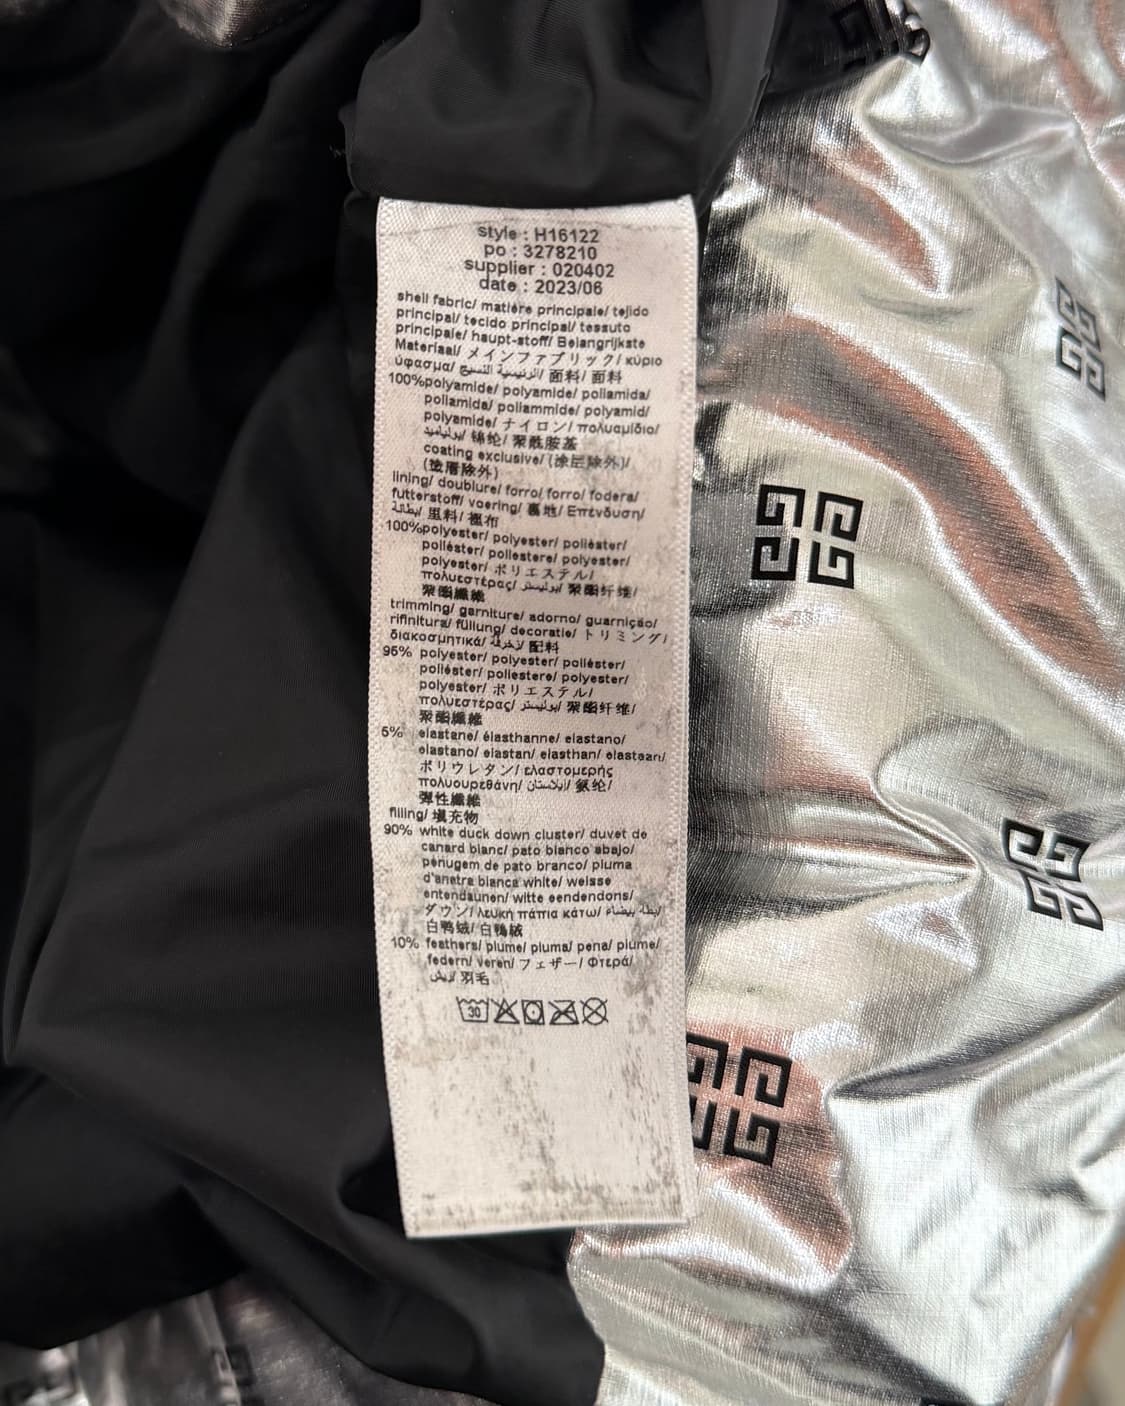 style : H16122
po : 3278210
supplier : 020402
date : 2023/06
shell fabric/ matière principale/ tejido
principal/ tecido principal/ tessuto
principale/ haupt-stoff/ Belangrijkste
Materiaal/ メインファブリック/ κύριο
ύφασμα/ الرئيسية النسيج/ 面料/ 面料
100%polyamide/ polyamide/ poliamida/
poliamida/ poliammide/ polyamid/
polyamide/ ナイロン/ πολυαμίδιο/
بولياميد/ 锦纶/ 聚酰胺基
coating exclusive/ (涂层除外)/
(塗層除外)
lining/ doublure/ forro/ forro/ fodera/
futterstoff/ voering/ 裏地/ Επένδυση/
بطانة/ 里料/ 裡布
100%polyester/ polyester/ poliéster/
poliéster/ poliestere/ polyester/
polyester/ ポリエステル/
πολυεστέρας/ بوليستر/ 聚酯纤维/
聚酯纖維
trimming/ garniture/ adorno/ guarnição/
rifinitura/ füllung/ decoratie/ トリミング/
διακοσμητικά/ زخرفة/ 配料
95% polyester/ polyester/ poliéster/
poliéster/ poliestere/ polyester/
polyester/ ポリエステル/
πολυεστέρας/ بوليستر/ 聚酯纤维/
聚酯纖維
5% elastane/ élasthanne/ elastano/
elastano/ elastan/ elasthan/ elastaan/
ポリウレタン/ ελαστομερής
πολυουρεθάνη/ إيلاستان/ 氨纶/
弹性纖維
filling/ 填充物
90% white duck down cluster/ duvet de
canard blanc/ pato blanco abajo/
penugem de pato branco/ piuma
d'anatra bianca white/ weisse
entendaunen/ witte eendendons/
ダウン/ λευκή πάπια κάτω/ بطة بيضاء/
白鸭绒/ 白鴨絨
10% feathers/ plume/ pluma/ pena/ piume/
federn/ veren/ フェザー/ Φτερά/
ريش/ 羽毛
30